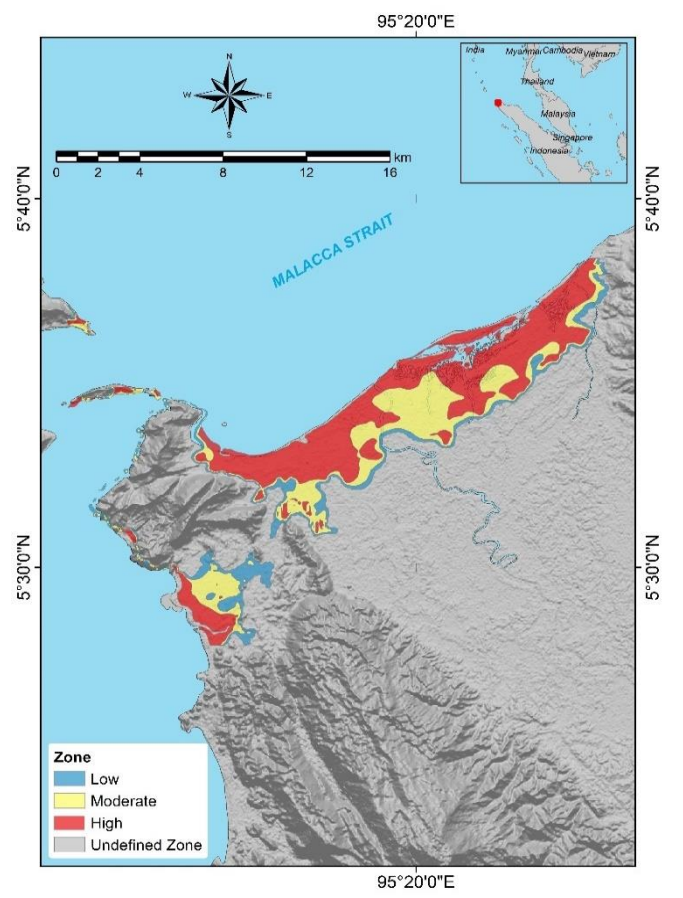 95°20'0"E
India
Myanmar
Cambodia
Vietnam
Thailand
Malaysia
Singapore
Indonesia
N
W
E
S
km
0 2 4 8 12 16
5°40'0"N
5°40'0"N
MALACCA STRAIT
5°30'0"N
5°30'0"N
Zone
Low
Moderate
High
Undefined Zone
95°20'0"E